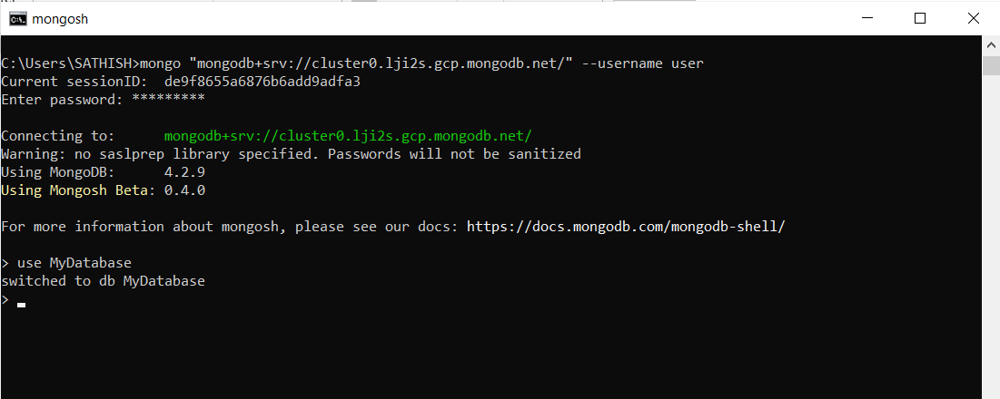 mongosh
C:\Users\SATHISH>mongo "mongodb+srv://cluster0.lji2s.gcp.mongodb.net/" --username user
Current sessionID:  de9f8655a6876b6add9adfa3
Enter password: *********
Connecting to:      mongodb+srv://cluster0.lji2s.gcp.mongodb.net/
Warning: no saslprep library specified. Passwords will not be sanitized
Using MongoDB:      4.2.9
Using Mongosh Beta: 0.4.0
For more information about mongosh, please see our docs: https://docs.mongodb.com/mongodb-shell/
> use MyDatabase
switched to db MyDatabase
>